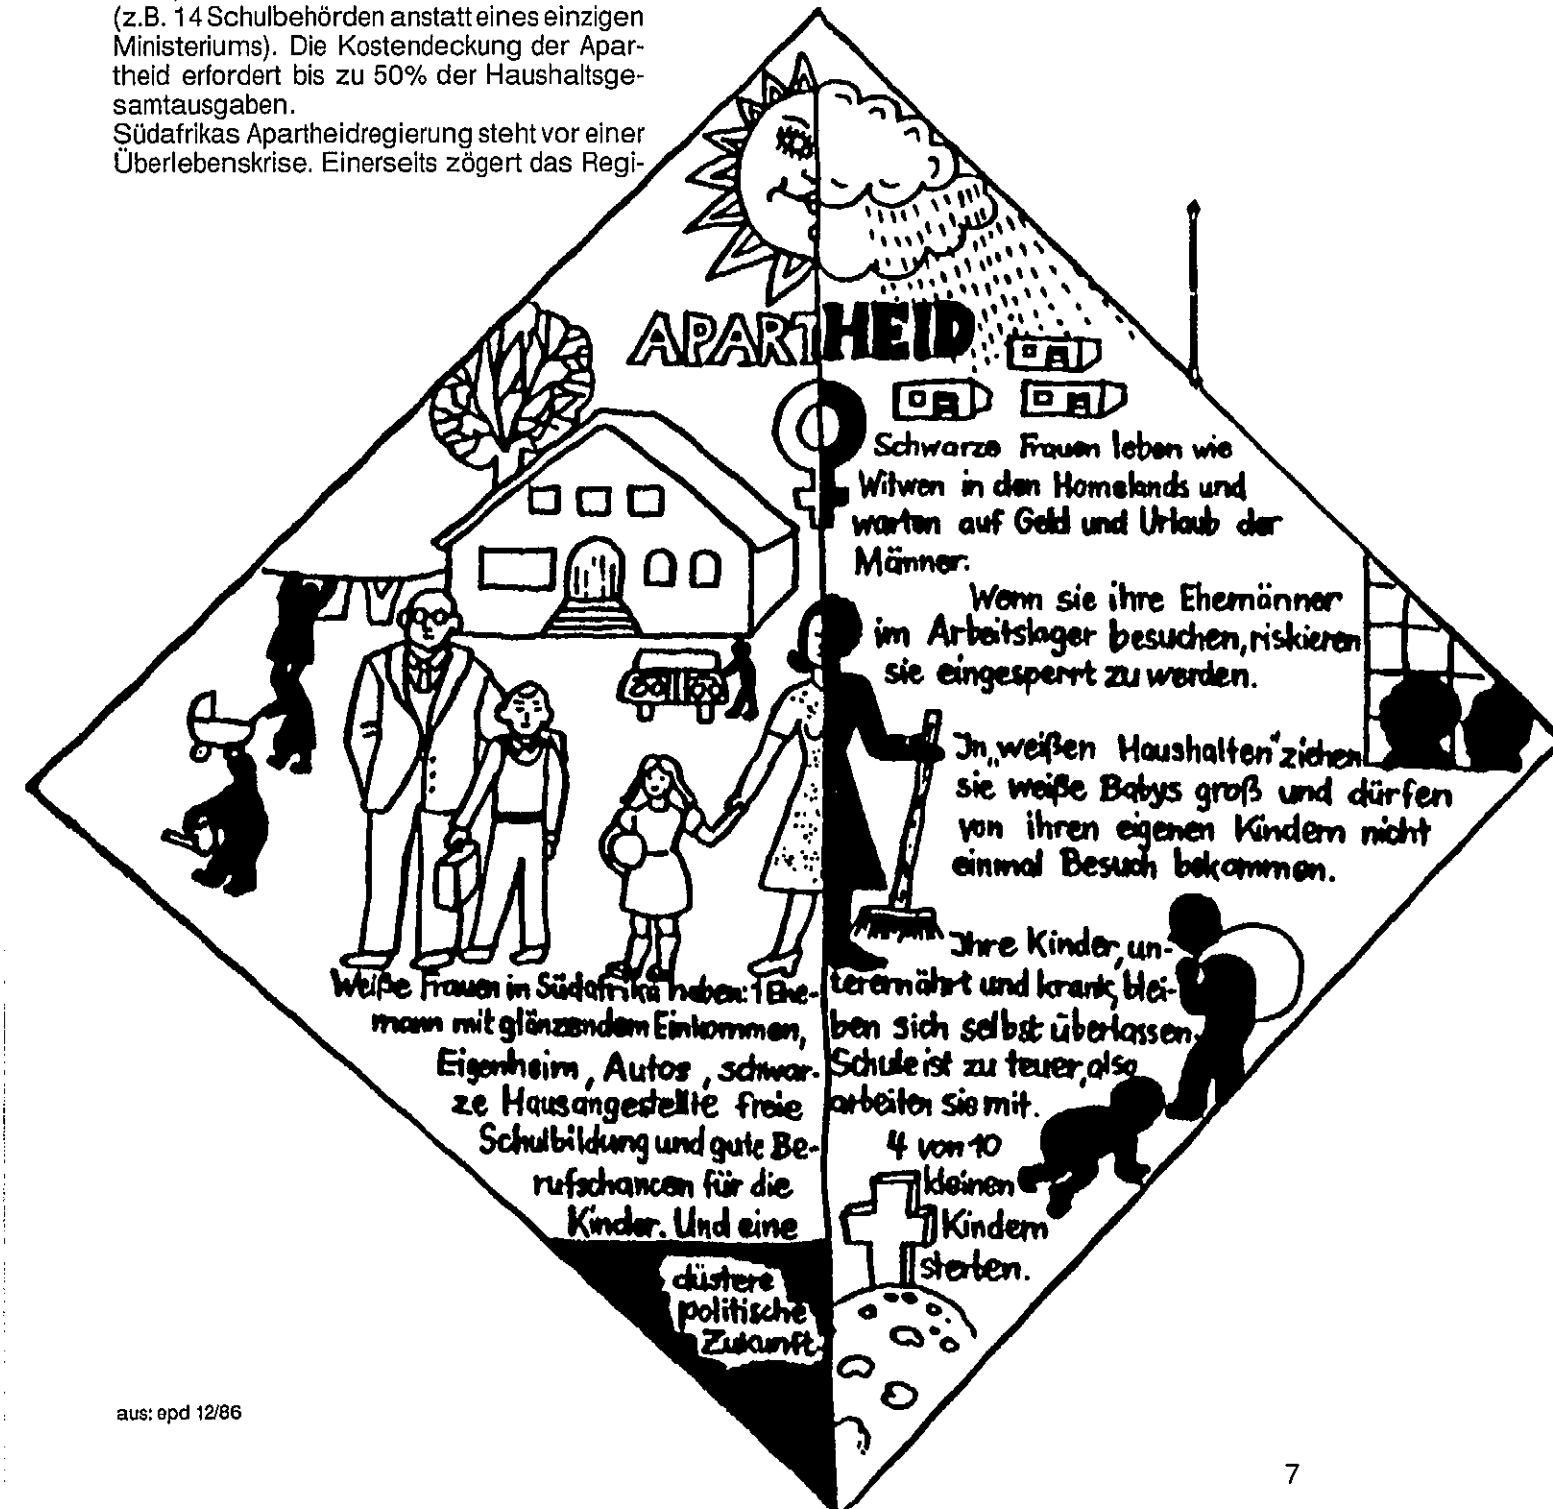 (z.B. 14 Schulbehörden anstatt eines einzigen
Ministeriums). Die Kostendeckung der Apar-
theid erfordert bis zu 50% der Haushaltsge-
samtausgaben.
Südafrikas Apartheidregierung steht vor einer
Überlebenskrise. Einerseits zögert das Regi-
APARTHEID
Schwarze Frauen leben wie
Witwen in den Homelands und
warten auf Geld und Urlaub der
Männer.
Wenn sie ihre Ehemänner
im Arbeitslager besuchen, riskieren
sie eingesperrt zu werden.
In „weißen Haushalten" ziehen
sie weiße Babys groß und dürfen
von ihren eigenen Kindern nicht
einmal Besuch bekommen.
Ihre Kinder, un-
terernährt und krank, blei-
ben sich selbst überlassen.
Schule ist zu teuer, also
arbeiten sie mit.
4 von 10
kleinen
Kindern
sterben.
Weiße Frauen in Südafrika haben: 1 Ehe-
mann mit glänzendem Einkommen,
Eigenheim, Autos, schwar-
ze Hausangestellte freie
Schulbildung und gute Be-
rufschancen für die
Kinder. Und eine
düstere
politische
Zukunft.
aus: epd 12/86
7